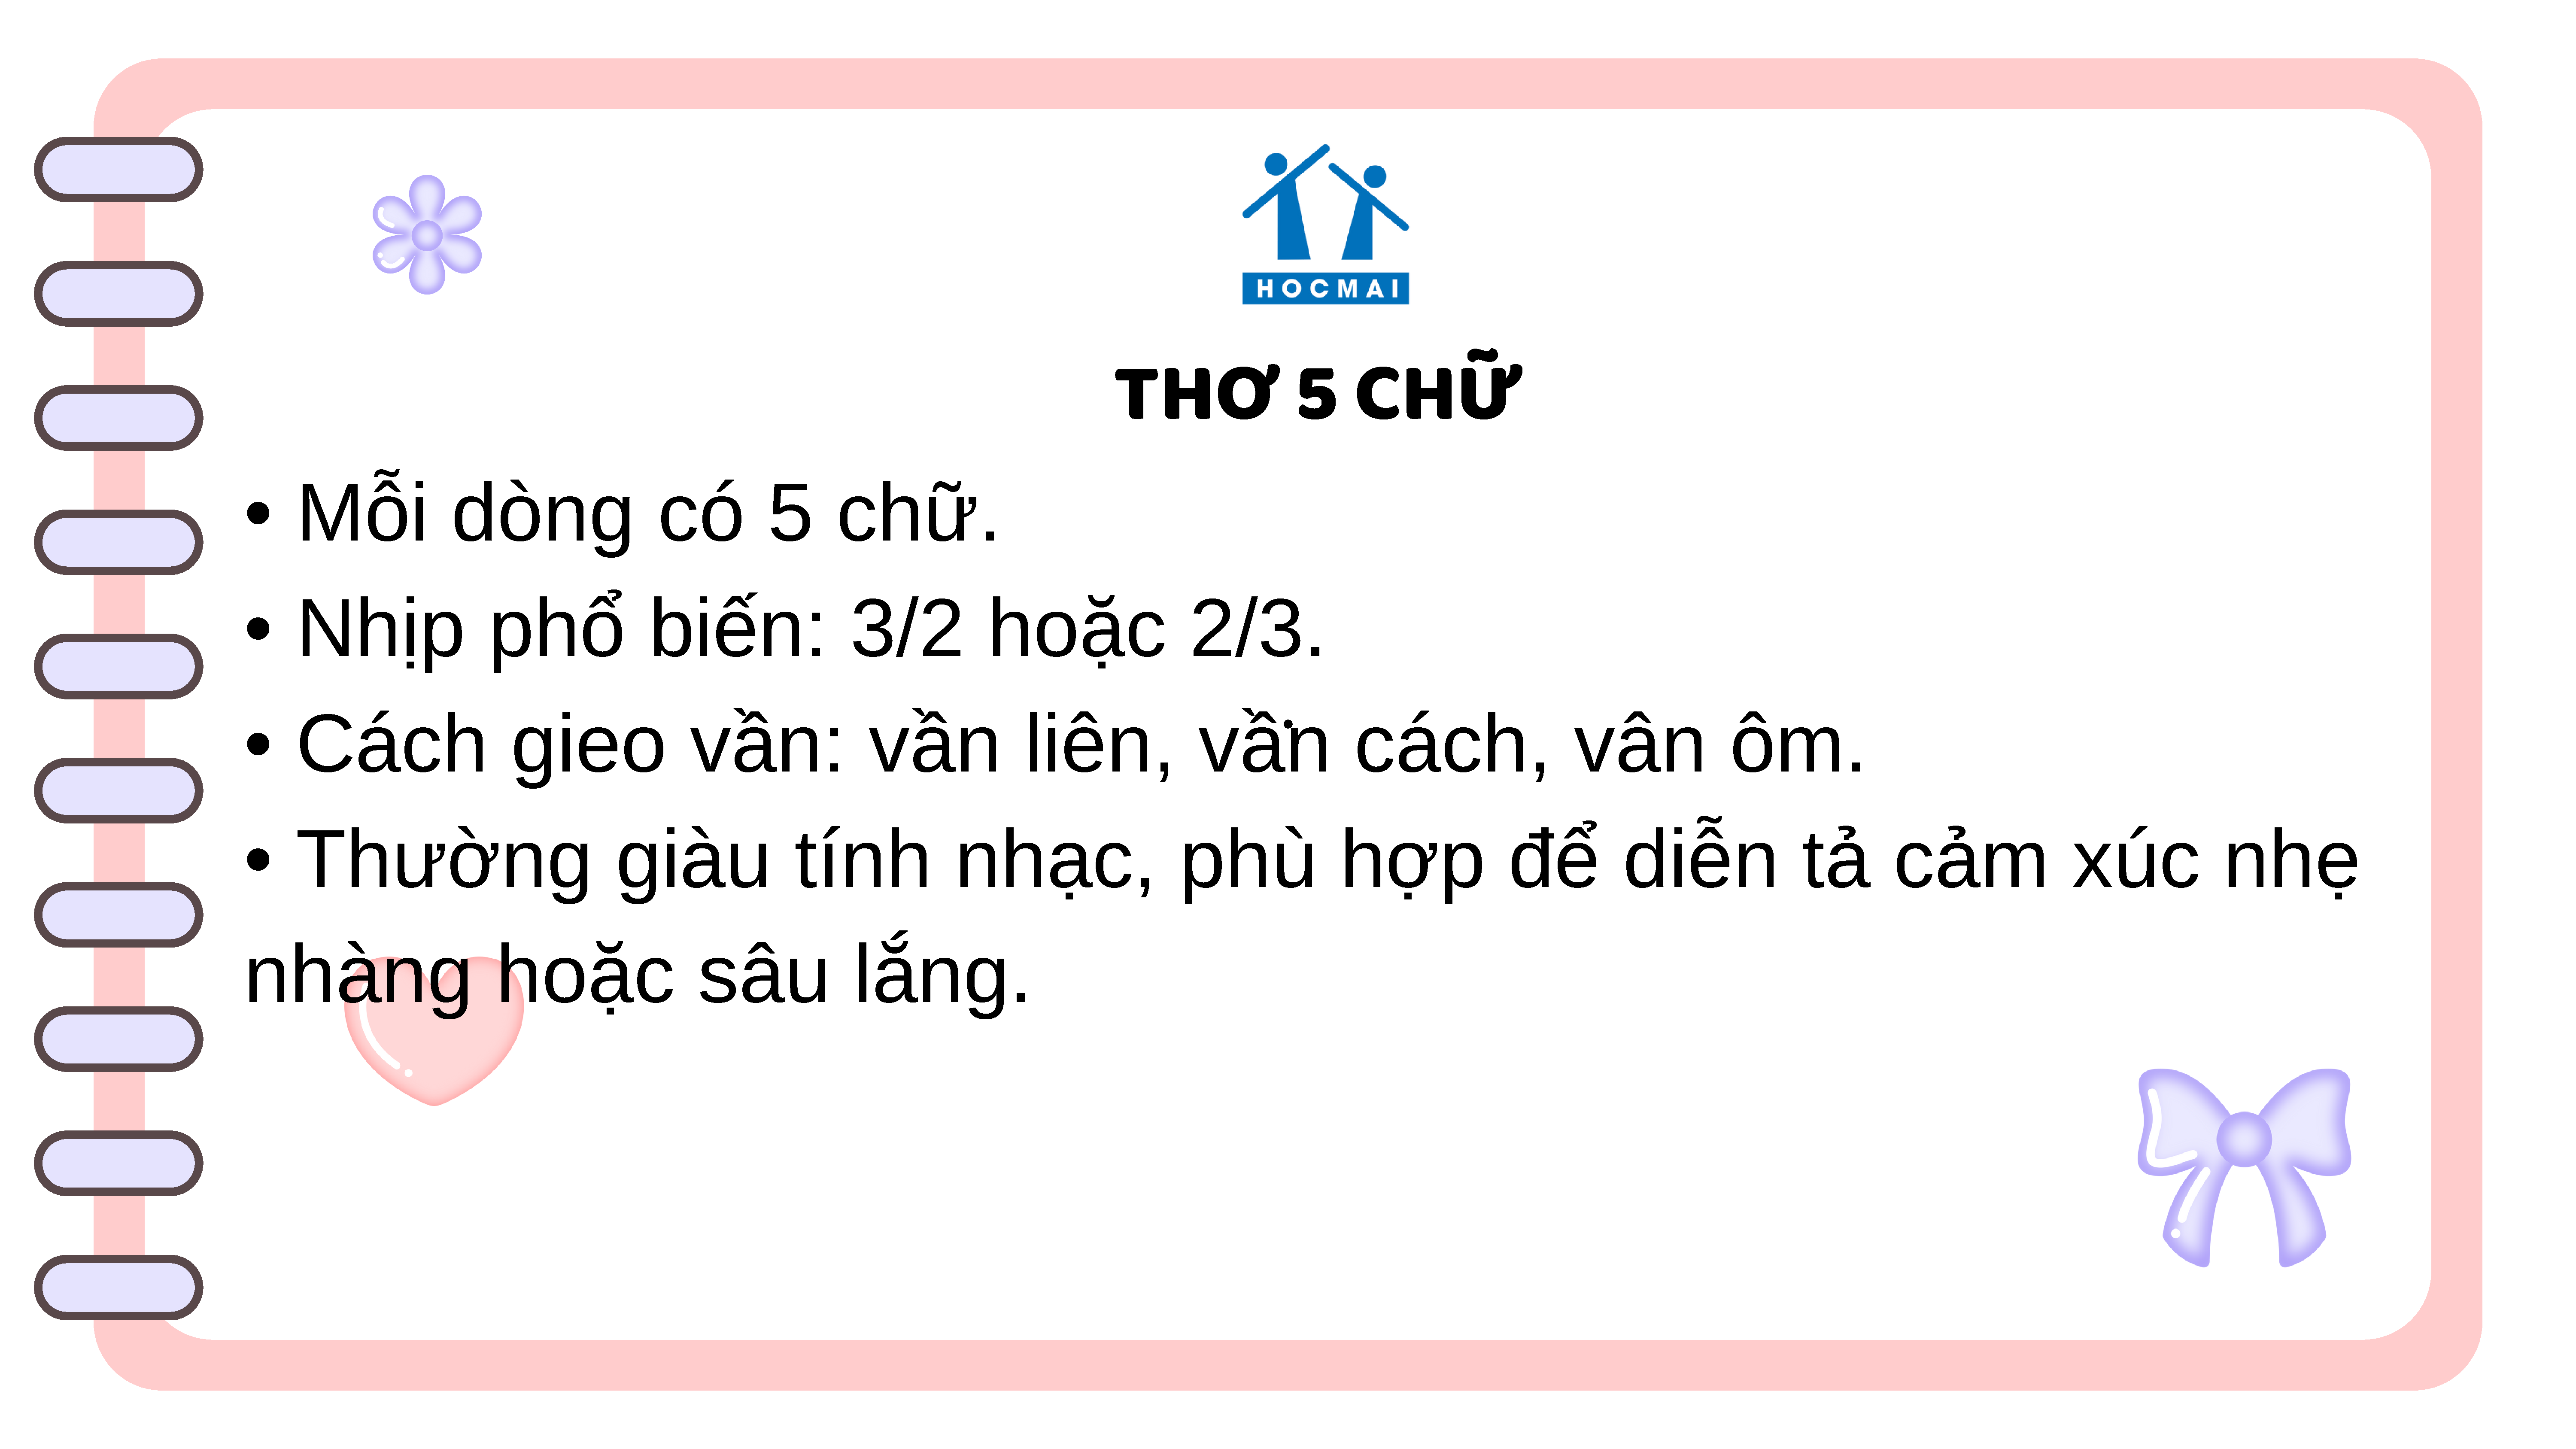 HOCMAI
THƠ 5 CHỮ
• Mỗi dòng có 5 chữ.
• Nhịp phổ biến: 3/2 hoặc 2/3.
• Cách gieo vần: vần liên, vần cách, vân ôm.
• Thường giàu tính nhạc, phù hợp để diễn tả cảm xúc nhẹ
nhàng hoặc sâu lắng.